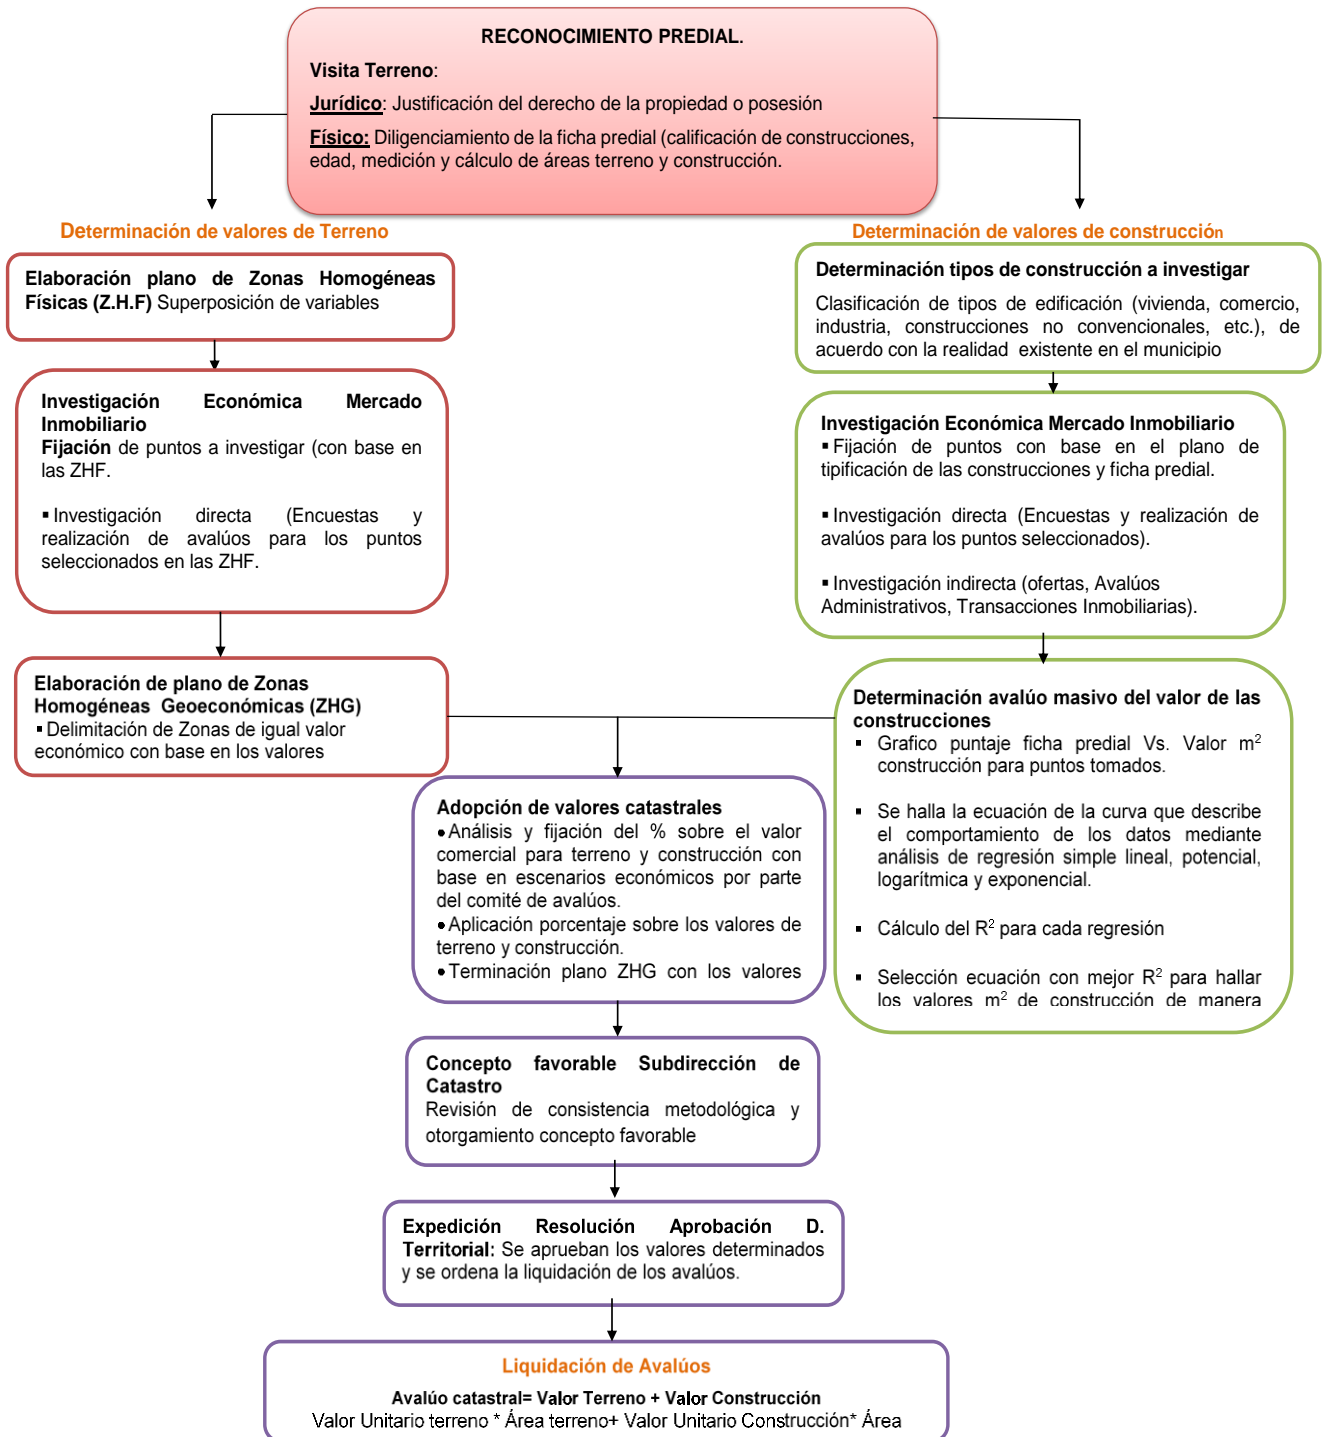 RECONOCIMIENTO PREDIAL.
Visita Terreno:
Jurídico: Justificación del derecho de la propiedad o posesión
Físico: Diligenciamiento de la ficha predial (calificación de construcciones,
edad, medición y cálculo de áreas terreno y construcción.
Determinación de valores de Terreno
Elaboración plano de Zonas Homogéneas
Físicas (Z.H.F) Superposición de variables
Investigación Económica Mercado
Inmobiliario
Fijación de puntos a investigar (con base en
las ZHF.
▪ Investigación directa (Encuestas y
realización de avalúos para los puntos
seleccionados en las ZHF.
Elaboración de plano de Zonas
Homogéneas Geoeconómicas (ZHG)
▪ Delimitación de Zonas de igual valor
económico con base en los valores
Determinación de valores de construcción
Determinación tipos de construcción a investigar
Clasificación de tipos de edificación (vivienda, comercio,
industria, construcciones no convencionales, etc.), de
acuerdo con la realidad existente en el municipio
Investigación Económica Mercado Inmobiliario
▪ Fijación de puntos con base en el plano de
tipificación de las construcciones y ficha predial.
▪ Investigación directa (Encuestas y realización de
avalúos para los puntos seleccionados).
▪ Investigación indirecta (ofertas, Avalúos
Administrativos, Transacciones Inmobiliarias).
Determinación avalúo masivo del valor de las
construcciones
▪ Grafico puntaje ficha predial Vs. Valor m²
construcción para puntos tomados.
▪ Se halla la ecuación de la curva que describe
el comportamiento de los datos mediante
análisis de regresión simple lineal, potencial,
logarítmica y exponencial.
▪ Cálculo del R² para cada regresión
▪ Selección ecuación con mejor R² para hallar
los valores m² de construcción de manera
Adopción de valores catastrales
• Análisis y fijación del % sobre el valor
comercial para terreno y construcción con
base en escenarios económicos por parte
del comité de avalúos.
• Aplicación porcentaje sobre los valores de
terreno y construcción.
• Terminación plano ZHG con los valores
Concepto favorable Subdirección de
Catastro
Revisión de consistencia metodológica y
otorgamiento concepto favorable
Expedición Resolución Aprobación D.
Territorial: Se aprueban los valores determinados
y se ordena la liquidación de los avalúos.
Liquidación de Avalúos
Avalúo catastral= Valor Terreno + Valor Construcción
Valor Unitario terreno * Área terreno+ Valor Unitario Construcción* Área